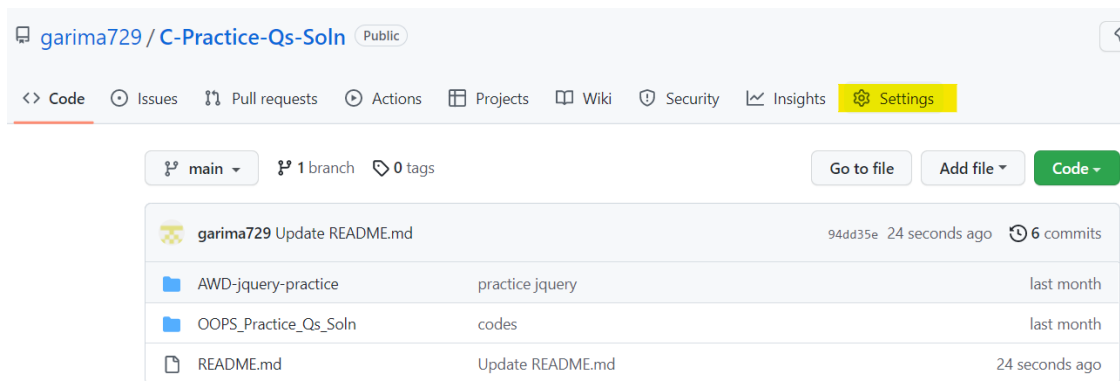 garima729 / C-Practice-Qs-Soln Public
<> Code Issues Pull requests Actions Projects Wiki Security Insights Settings
main 1 branch 0 tags Go to file Add file Code
garima729 Update README.md 94dd35e 24 seconds ago 6 commits
AWD-jquery-practice practice jquery last month
OOPS_Practice_Qs_Soln codes last month
README.md Update README.md 24 seconds ago